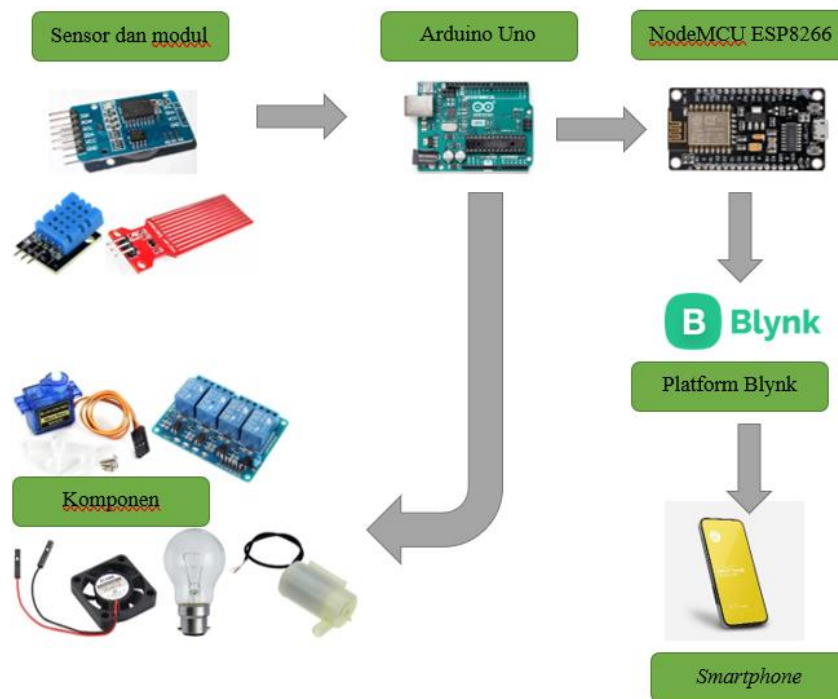 Sensor dan modul
Arduino Uno
NodeMCU ESP8266
B Blynk
Platform Blynk
Komponen
Smartphone